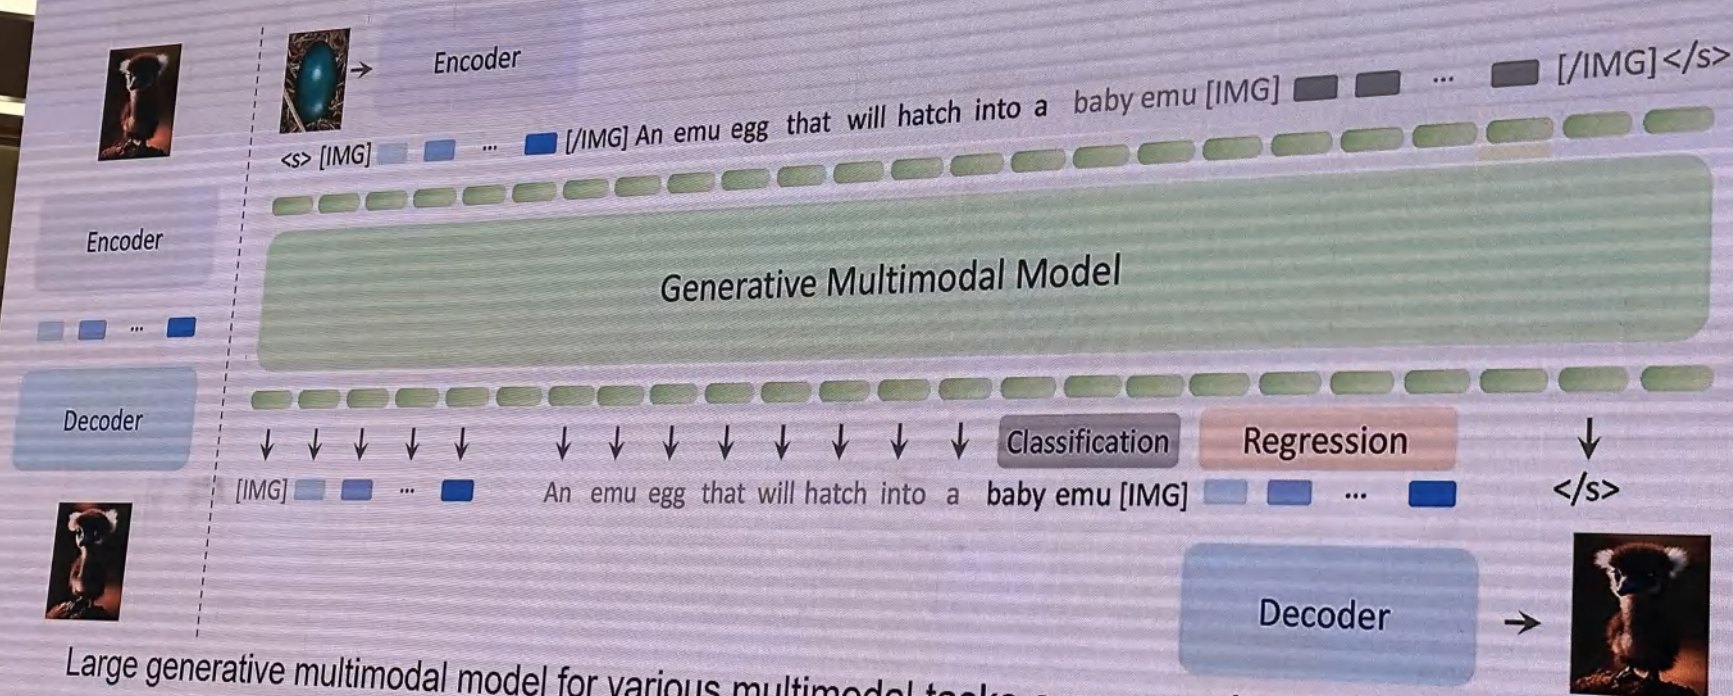 Encoder
[/IMG]</s>
baby emu [IMG] ...
<s> [IMG] ... [/IMG] An emu egg that will hatch into a
Encoder
Generative Multimodal Model
...
Decoder
Classification Regression
[IMG] ... An emu egg that will hatch into a baby emu [IMG] ... </s>
Decoder
Large generative multimodal model for various multimodal